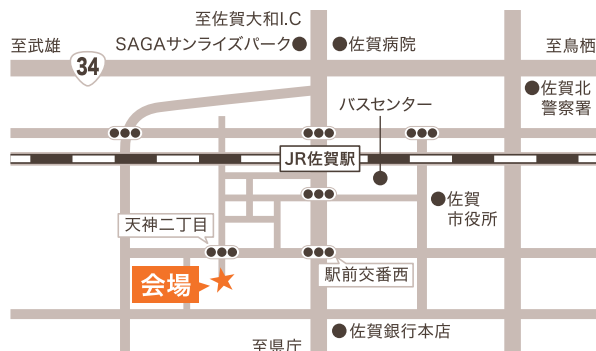 至佐賀大和I.C
至武雄
SAGAサンライズパーク
佐賀病院
至鳥栖
34
佐賀北
警察署
バスセンター
JR佐賀駅
佐賀
市役所
天神二丁目
会場
駅前交番西
佐賀銀行本店
至県庁